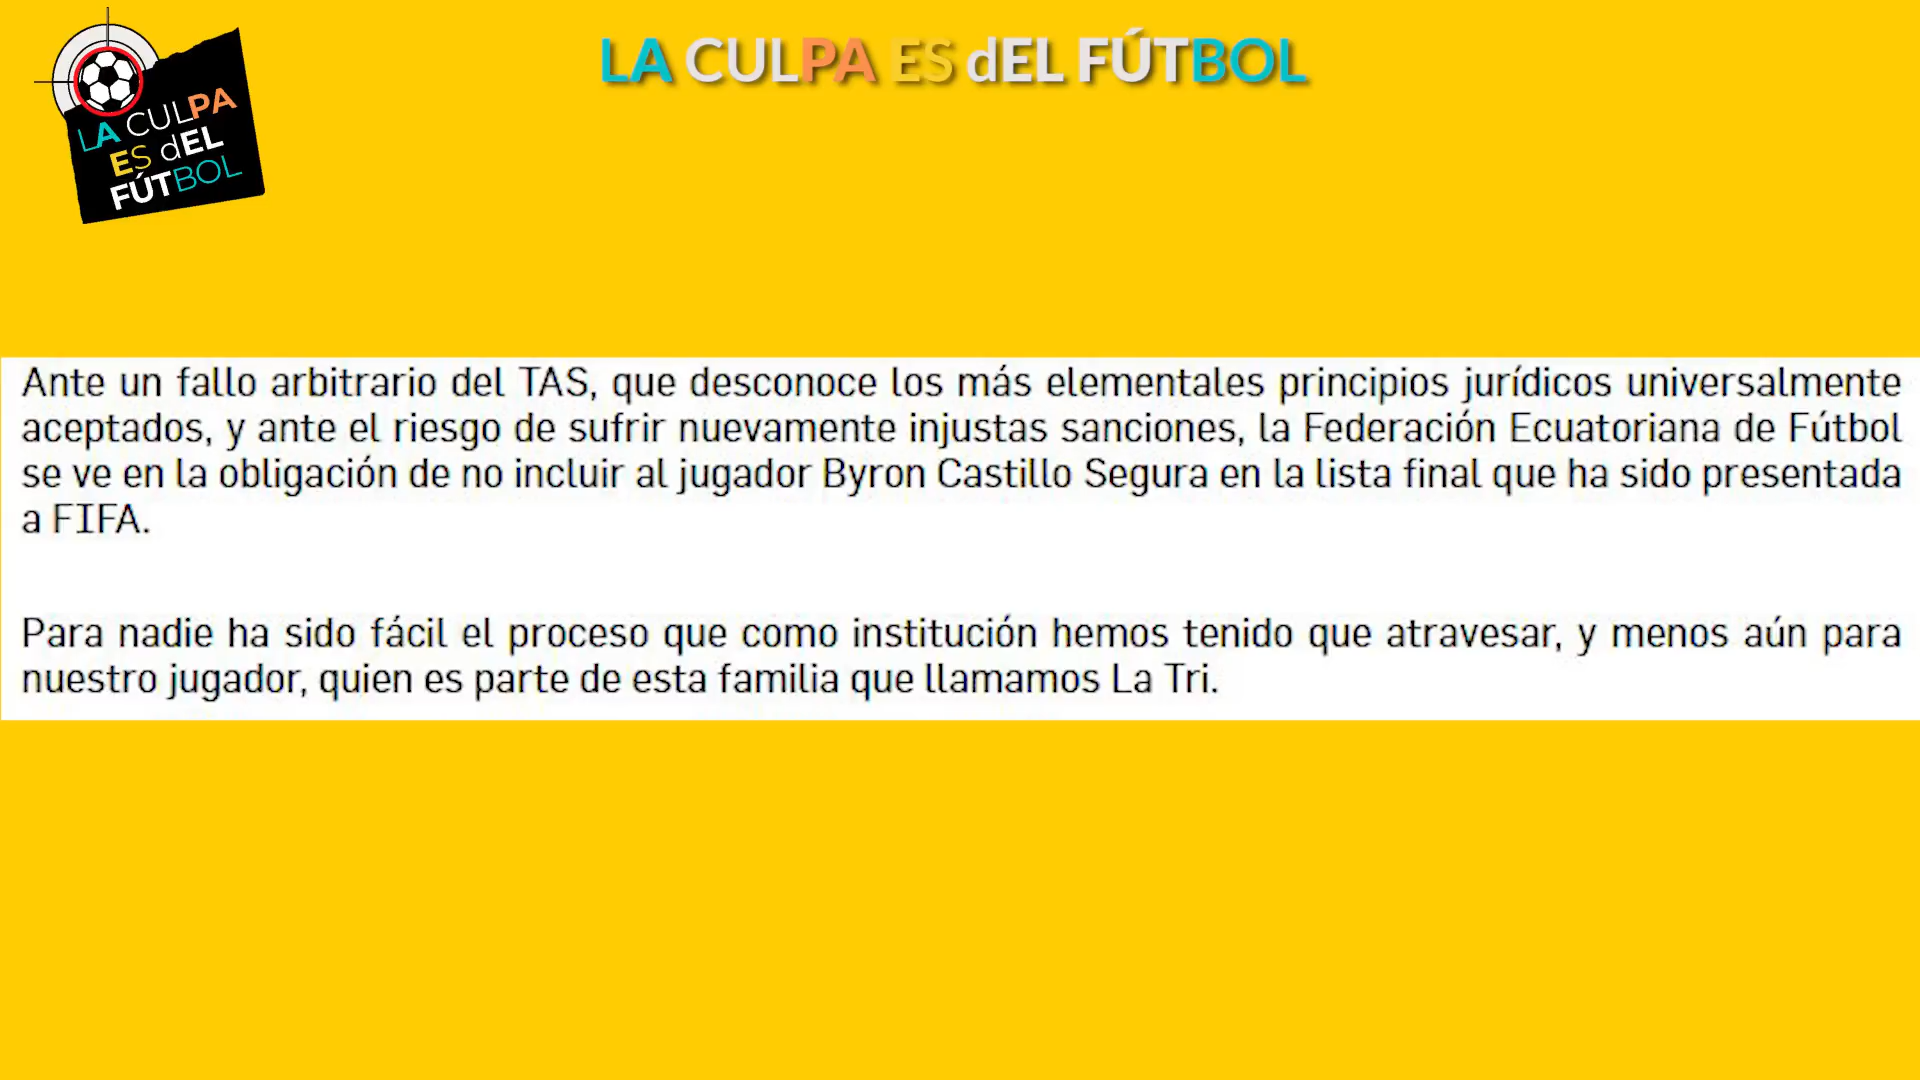 LA CULPA ES dEL FÚTBOL
LA CULPA
ES dEL
FÚTBOL
Ante un fallo arbitrario del TAS, que desconoce los más elementales principios jurídicos universalmente
aceptados, y ante el riesgo de sufrir nuevamente injustas sanciones, la Federación Ecuatoriana de Fútbol
se ve en la obligación de no incluir al jugador Byron Castillo Segura en la lista final que ha sido presentada
a FIFA.
Para nadie ha sido fácil el proceso que como institución hemos tenido que atravesar, y menos aún para
nuestro jugador, quien es parte de esta familia que llamamos La Tri.